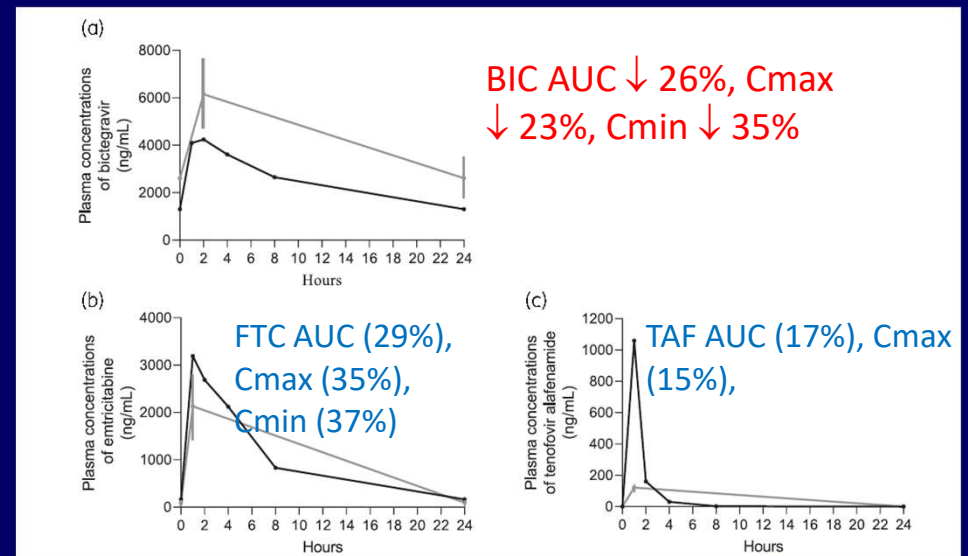 (a)
BIC AUC ↓ 26%, Cmax
↓ 23%, Cmin ↓ 35%
Plasma concentrations
of bictegravir
(ng/mL)
8000
6000
4000
2000
0
0 2 4 6 8 10 12 14 16 18 20 22 24
Hours
(b)
FTC AUC (29%),
Cmax (35%),
Cmin (37%)
Plasma concentrations
of emtricitabine
(ng/mL)
4000
3000
2000
1000
0
0 2 4 6 8 10 12 14 16 18 20 22 24
Hours
(c)
TAF AUC (17%), Cmax
(15%),
Plasma concentrations
of tenofovir alafenamide
(ng/mL)
1200
1000
800
600
400
200
0
0 2 4 6 8 10 12 14 16 18 20 22 24
Hours